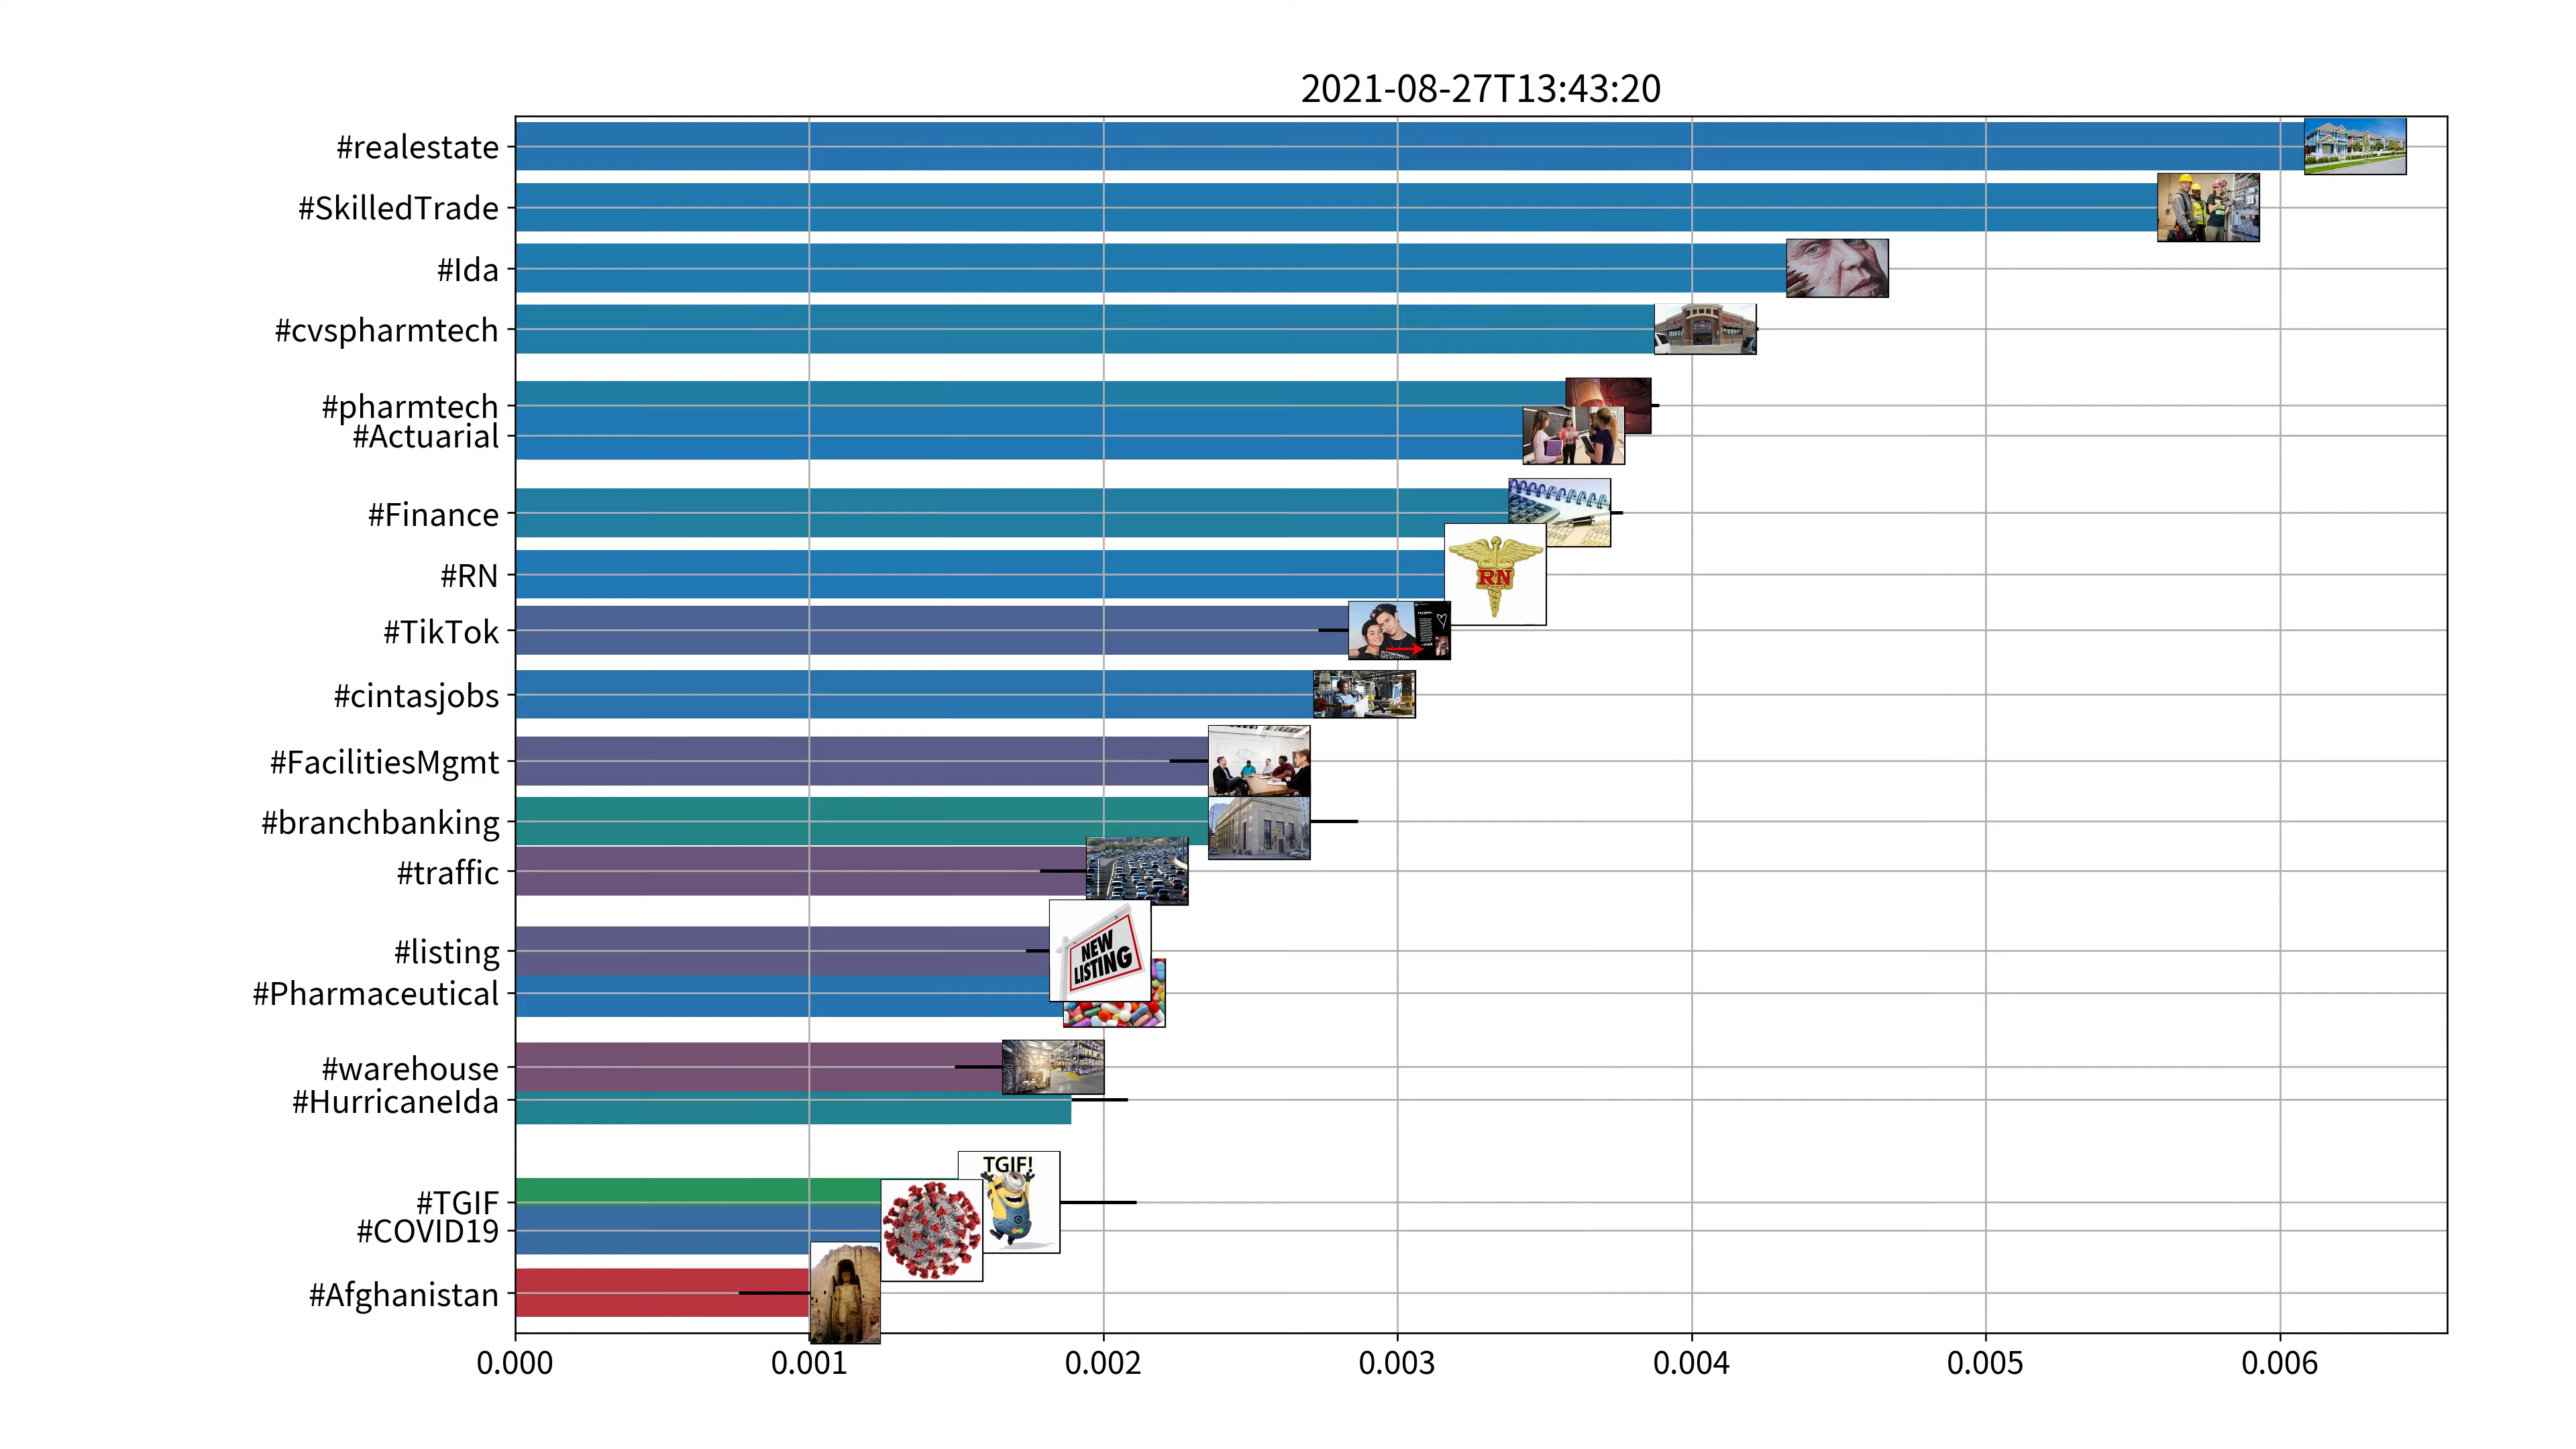 2021-08-27T13:43:20
#realestate
#SkilledTrade
#Ida
#cvspharmtech
#pharmtech
#Actuarial
#Finance
#RN
RN
#TikTok
#cintasjobs
#FacilitiesMgmt
#branchbanking
#traffic
#listing
NEW
LISTING
#Pharmaceutical
#warehouse
#HurricaneIda
TGIF!
#TGIF
#COVID19
#Afghanistan
0.000 0.001 0.002 0.003 0.004 0.005 0.006